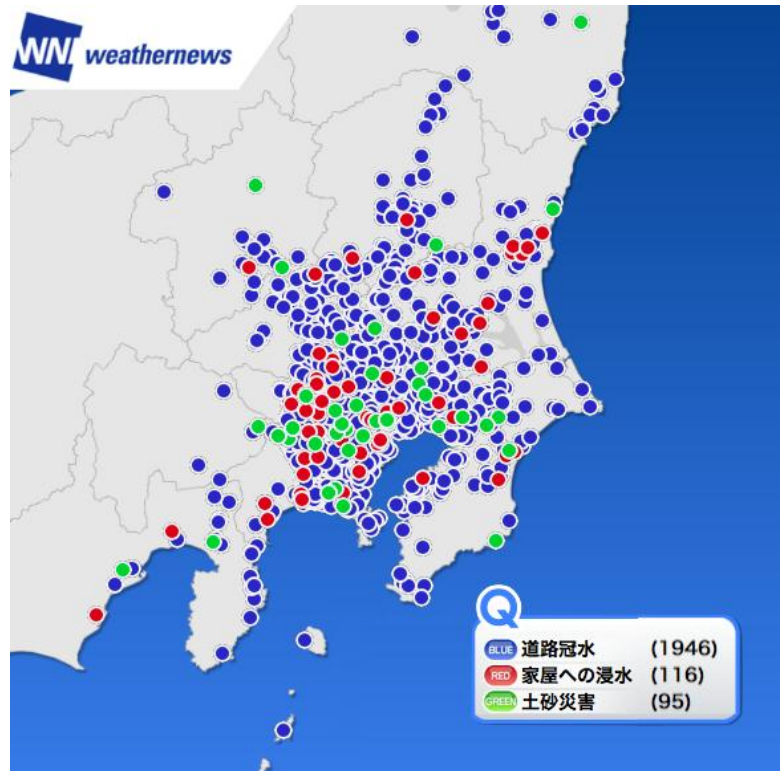 WNI weathernews
Q
BLUE 道路冠水 (1946)
RED 家屋への浸水 (116)
GREEN 土砂災害 (95)